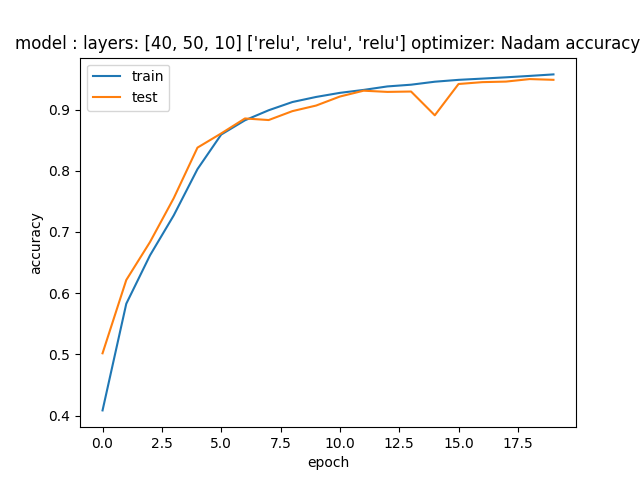 model : layers: [40, 50, 10] ['relu', 'relu', 'relu'] optimizer: Nadam accuracy
train
test
0.9
0.8
0.7
0.6
0.5
0.4
accuracy
0.0 2.5 5.0 7.5 10.0 12.5 15.0 17.5
epoch